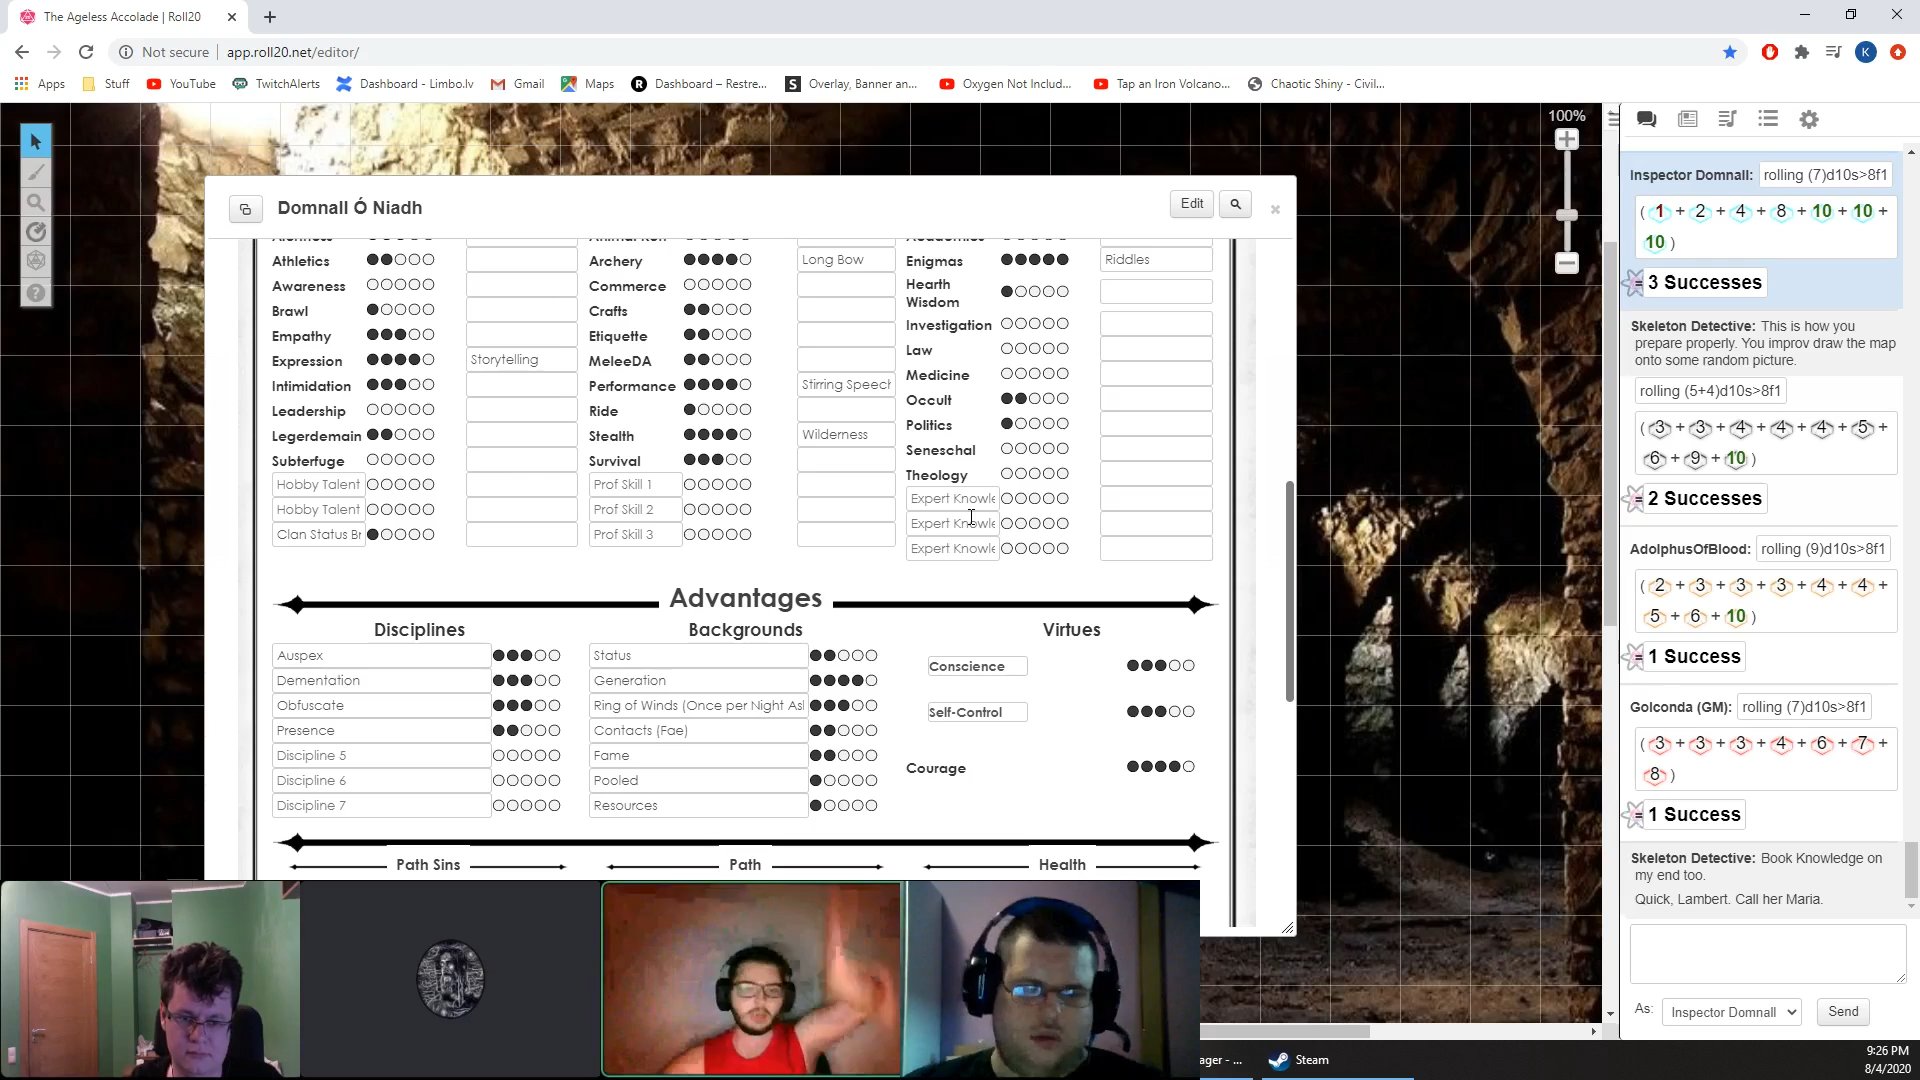 The Ageless Accolade | Roll20
Not secure app.roll20.net/editor/
Apps Stuff YouTube TwitchAlerts Dashboard - Limbo.lv Gmail Maps Dashboard – Restre... Overlay, Banner an... Oxygen Not Includ... Tap an Iron Volcano... Chaotic Shiny - Civil...
100%
Domnall Ó Niadh
Edit
Athletics
Awareness
Brawl
Empathy
Expression Storytelling
Intimidation
Leadership
Legerdemain
Subterfuge
Hobby Talent
Hobby Talent
Clan Status Br
Archery Long Bow
Commerce
Crafts
Etiquette
MeleeDA
Performance Stirring Speech
Ride
Stealth Wilderness
Survival
Prof Skill 1
Prof Skill 2
Prof Skill 3
Enigmas Riddles
Hearth
Wisdom
Investigation
Law
Medicine
Occult
Politics
Seneschal
Theology
Expert Knowle
Expert Knowle
Expert Knowle
Advantages
Disciplines
Auspex
Dementation
Obfuscate
Presence
Discipline 5
Discipline 6
Discipline 7
Backgrounds
Status
Generation
Ring of Winds (Once per Night Asl
Contacts (Fae)
Fame
Pooled
Resources
Virtues
Conscience
Self-Control
Courage
Path Sins
Path
Health
Inspector Domnall: rolling (7)d10s>8f1
(1 + 2 + 4 + 8 + 10 + 10 +
10 )
= 3 Successes
Skeleton Detective: This is how you
prepare properly. You improv draw the map
onto some random picture.
rolling (5+4)d10s>8f1
(3 + 3 + 4 + 4 + 4 + 5 +
6 + 9 + 10 )
= 2 Successes
AdolphusOfBlood: rolling (9)d10s>8f1
(2 + 3 + 3 + 3 + 4 + 4 +
5 + 6 + 10 )
= 1 Success
Golconda (GM): rolling (7)d10s>8f1
(3 + 3 + 3 + 4 + 6 + 7 +
8 )
= 1 Success
Skeleton Detective: Book Knowledge on
my end too.
Quick, Lambert. Call her Maria.
As: Inspector Domnall Send
ager - ... Steam
9:26 PM
8/4/2020